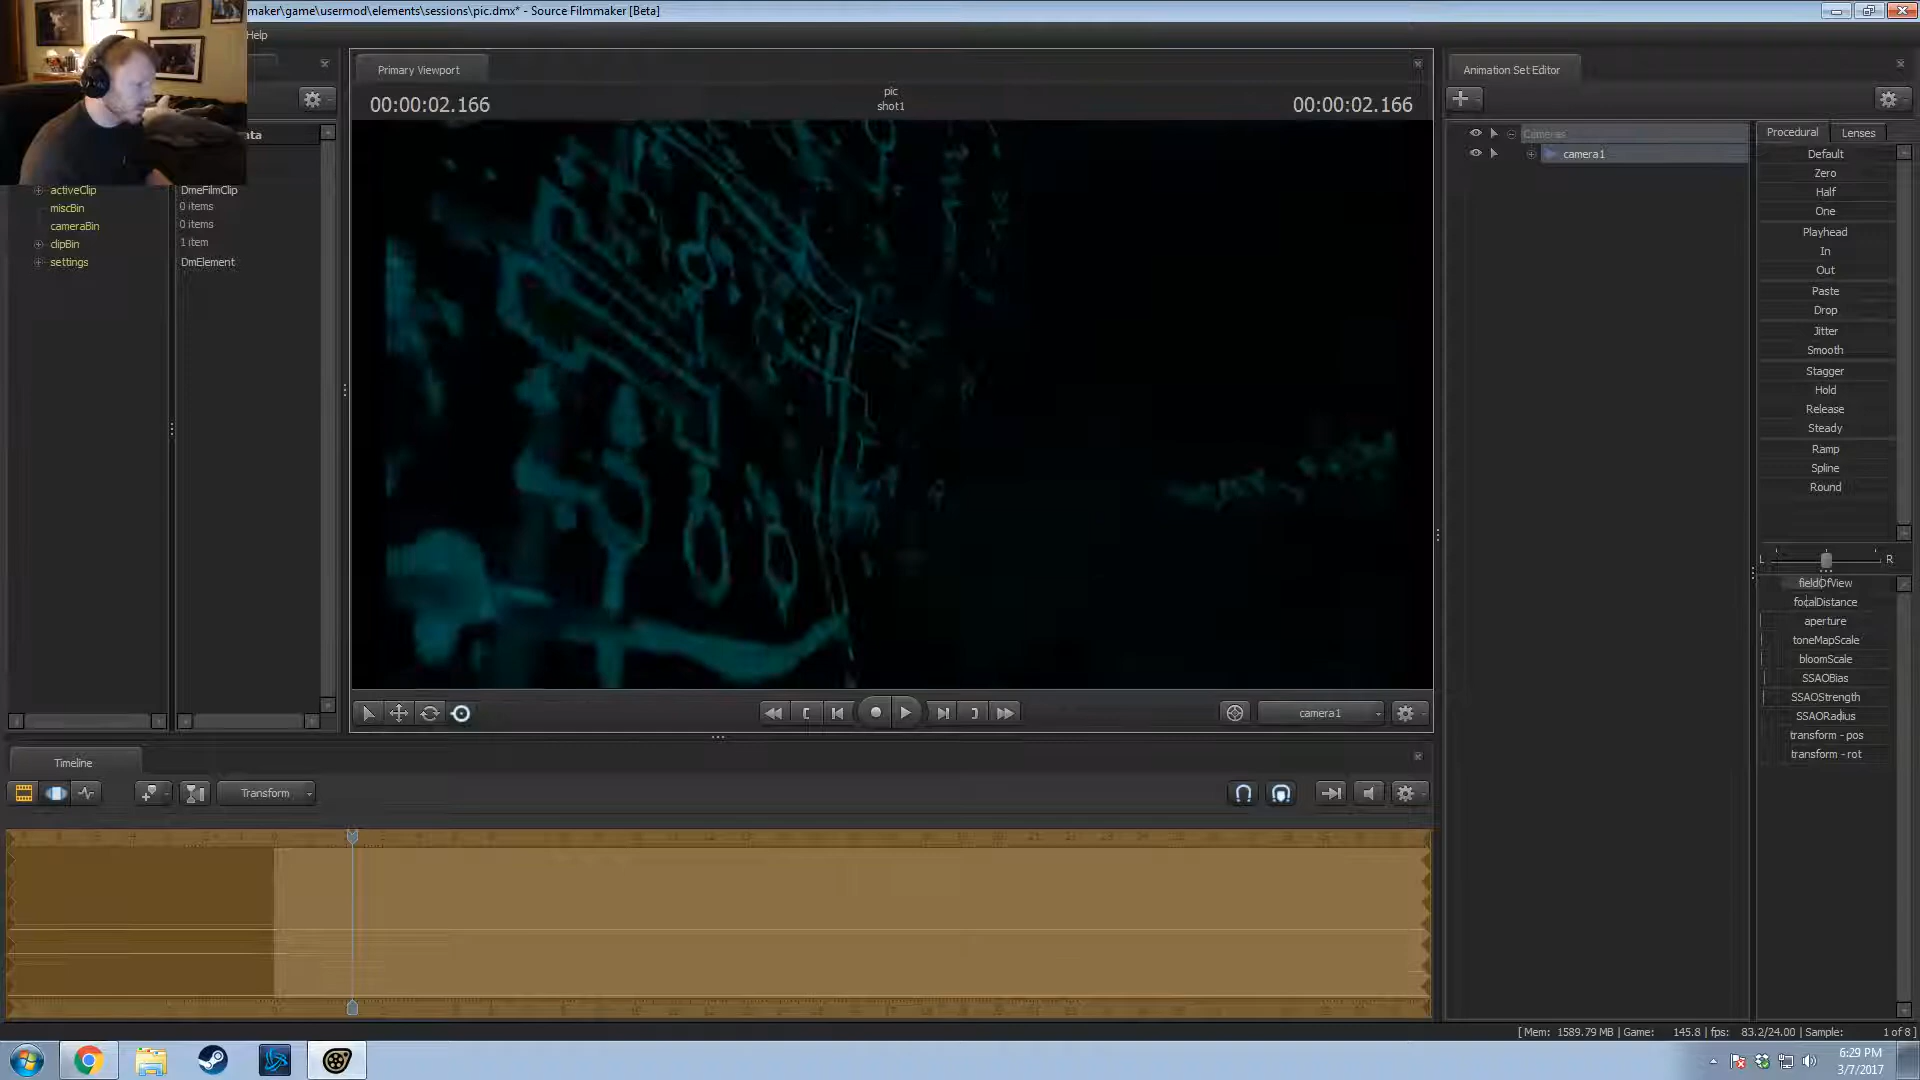 maker\game\usermod\elements\sessions\pic.dmx* - Source Filmmaker [Beta]
Help
Primary Viewport
Animation Set Editor
00:00:02.166
pic
shot1
00:00:02.166
ata
activeClip
DmeFilmClip
miscBin
0 items
cameraBin
0 items
clipBin
1 item
settings
DmElement
Cameras
camera1
Procedural
Lenses
Default
Zero
Half
One
Playhead
In
Out
Paste
Drop
Jitter
Smooth
Stagger
Hold
Release
Steady
Ramp
Spline
Round
L
R
fieldOfView
focalDistance
aperture
toneMapScale
bloomScale
SSAOBias
SSAOStrength
SSAORadius
transform - pos
transform - rot
camera1
Timeline
Transform
[ Mem: 1589.79 MB | Game: 145.8 | fps: 83.2/24.00 | Sample: 1 of 8 ]
6:29 PM
3/7/2017